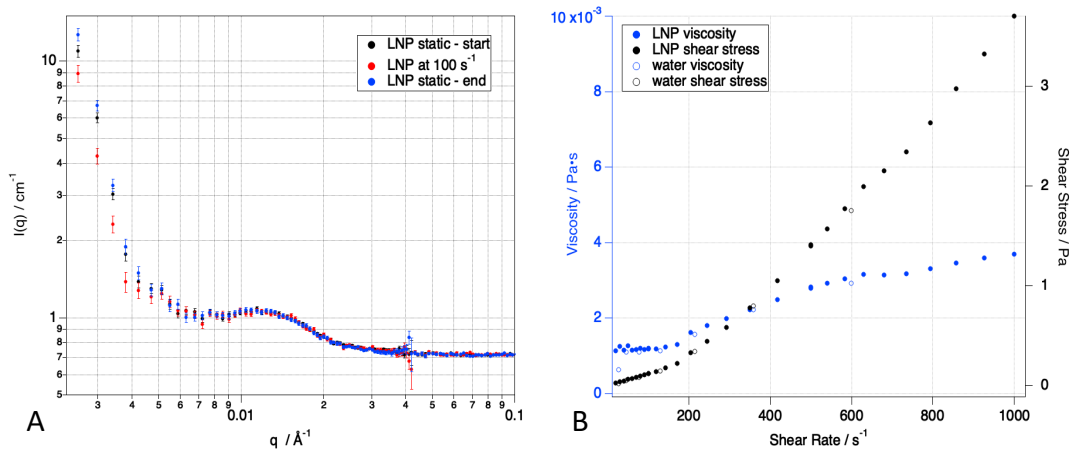 LNP static - start
LNP at 100 s-1
LNP static - end
10
9
8
7
6
5
4
3
2
1
9
8
7
6
5
I(q) / cm-1
3 4 5 6 7 8 9 0.01 2 3 4 5 6 7 8 9 0.1
A
q / Å-1
10 x10-3
8
6
4
2
0
Viscosity / Pa•s
LNP viscosity
LNP shear stress
water viscosity
water shear stress
3
2
1
0
Shear Stress / Pa
200 400 600 800 1000
B
Shear Rate / s-1